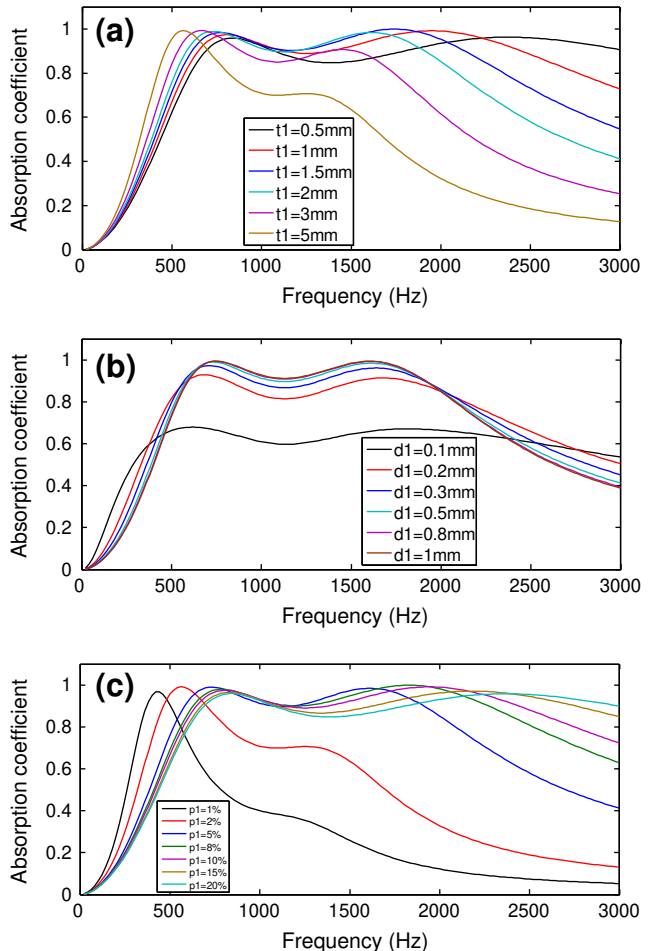 (a)
Absorption coefficient
1
0.8
0.6
0.4
0.2
0
t1=0.5mm
t1=1mm
t1=1.5mm
t1=2mm
t1=3mm
t1=5mm
0 500 1000 1500 2000 2500 3000
Frequency (Hz)
(b)
Absorption coefficient
1
0.8
0.6
0.4
0.2
0
d1=0.1mm
d1=0.2mm
d1=0.3mm
d1=0.5mm
d1=0.8mm
d1=1mm
0 500 1000 1500 2000 2500 3000
Frequency (Hz)
(c)
Absorption coefficient
1
0.8
0.6
0.4
0.2
0
p1=1%
p1=2%
p1=5%
p1=8%
p1=10%
p1=15%
p1=20%
0 500 1000 1500 2000 2500 3000
Frequency (Hz)